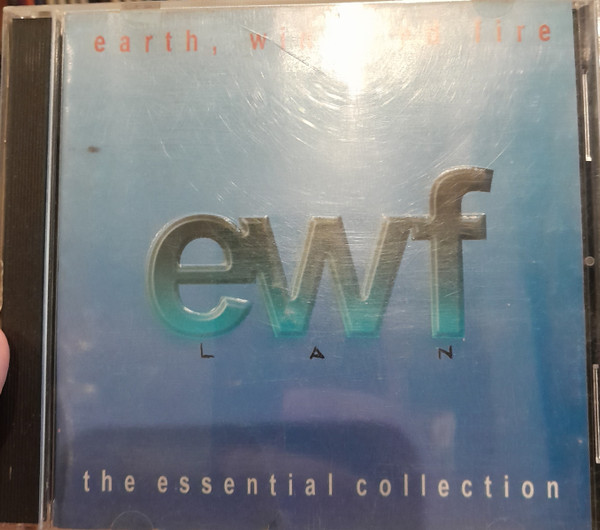 earth, fire
ewf
L A N
the essential collection